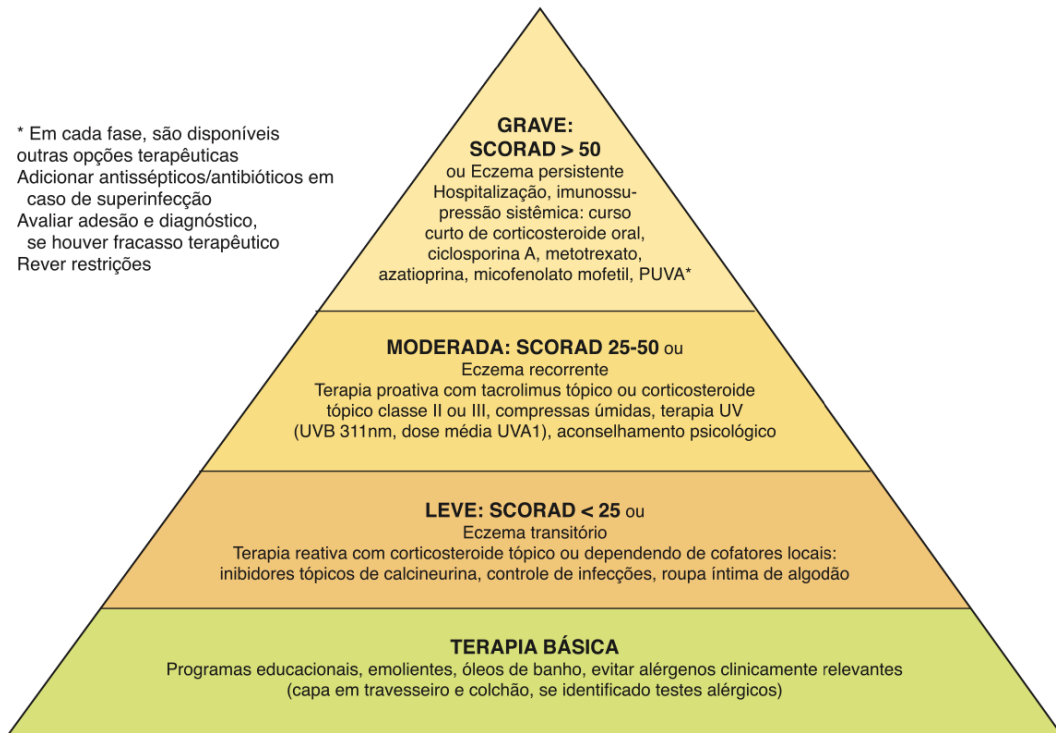 * Em cada fase, são disponíveis
outras opções terapêuticas
Adicionar antissépticos/antibióticos em
caso de superinfecção
Avaliar adesão e diagnóstico,
se houver fracasso terapêutico
Rever restrições
GRAVE:
SCORAD > 50
ou Eczema persistente
Hospitalização, imunossu-
pressão sistêmica: curso
curto de corticosteroide oral,
ciclosporina A, metotrexato,
azatioprina, micofenolato mofetil, PUVA*
MODERADA: SCORAD 25-50 ou
Eczema recorrente
Terapia proativa com tacrolimus tópico ou corticosteroide
tópico classe II ou III, compressas úmidas, terapia UV
(UVB 311nm, dose média UVA1), aconselhamento psicológico
LEVE: SCORAD < 25 ou
Eczema transitório
Terapia reativa com corticosteroide tópico ou dependendo de cofatores locais:
inibidores tópicos de calcineurina, controle de infecções, roupa íntima de algodão
TERAPIA BÁSICA
Programas educacionais, emolientes, óleos de banho, evitar alérgenos clinicamente relevantes
(capa em travesseiro e colchão, se identificado testes alérgicos)